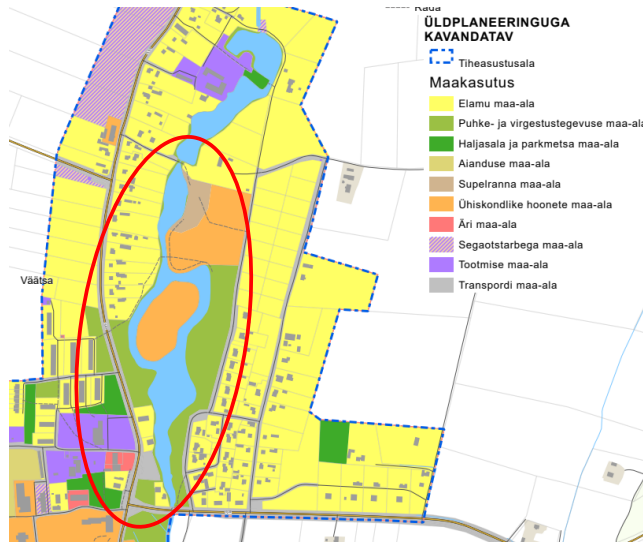 Rada
ÜLDPLANEERINGUGA
KAVANDATAV
Tiheasustusala
Maakasutus
Elamu maa-ala
Puhke- ja virgestustegevuse maa-ala
Haljasala ja parkmetsa maa-ala
Aianduse maa-ala
Supelranna maa-ala
Ühiskondlike hoonete maa-ala
Äri maa-ala
Segaotstarbega maa-ala
Tootmise maa-ala
Transpordi maa-ala
Väätsa